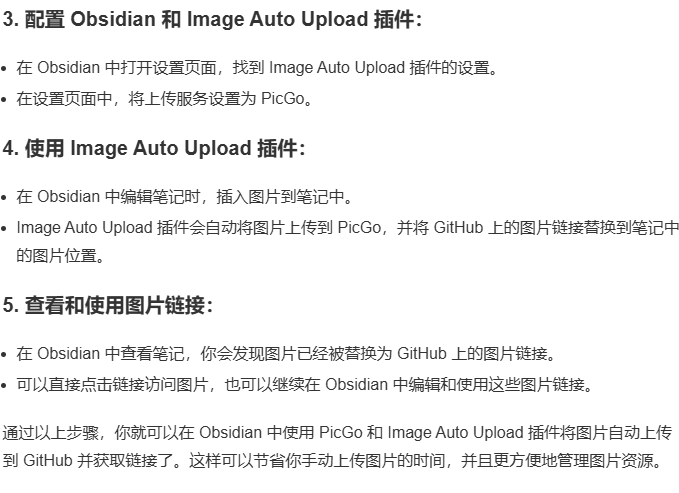 3. 配置 Obsidian 和 Image Auto Upload 插件：
在 Obsidian 中打开设置页面，找到 Image Auto Upload 插件的设置。
在设置页面中，将上传服务设置为 PicGo。
4. 使用 Image Auto Upload 插件：
在 Obsidian 中编辑笔记时，插入图片到笔记中。
Image Auto Upload 插件会自动将图片上传到 PicGo，并将 GitHub 上的图片链接替换到笔记中
的图片位置。
5. 查看和使用图片链接：
在 Obsidian 中查看笔记，你会发现图片已经被替换为 GitHub 上的图片链接。
可以直接点击链接访问图片，也可以继续在 Obsidian 中编辑和使用这些图片链接。
通过以上步骤，你就可以在 Obsidian 中使用 PicGo 和 Image Auto Upload 插件将图片自动上传
到 GitHub 并获取链接了。这样可以节省你手动上传图片的时间，并且更方便地管理图片资源。